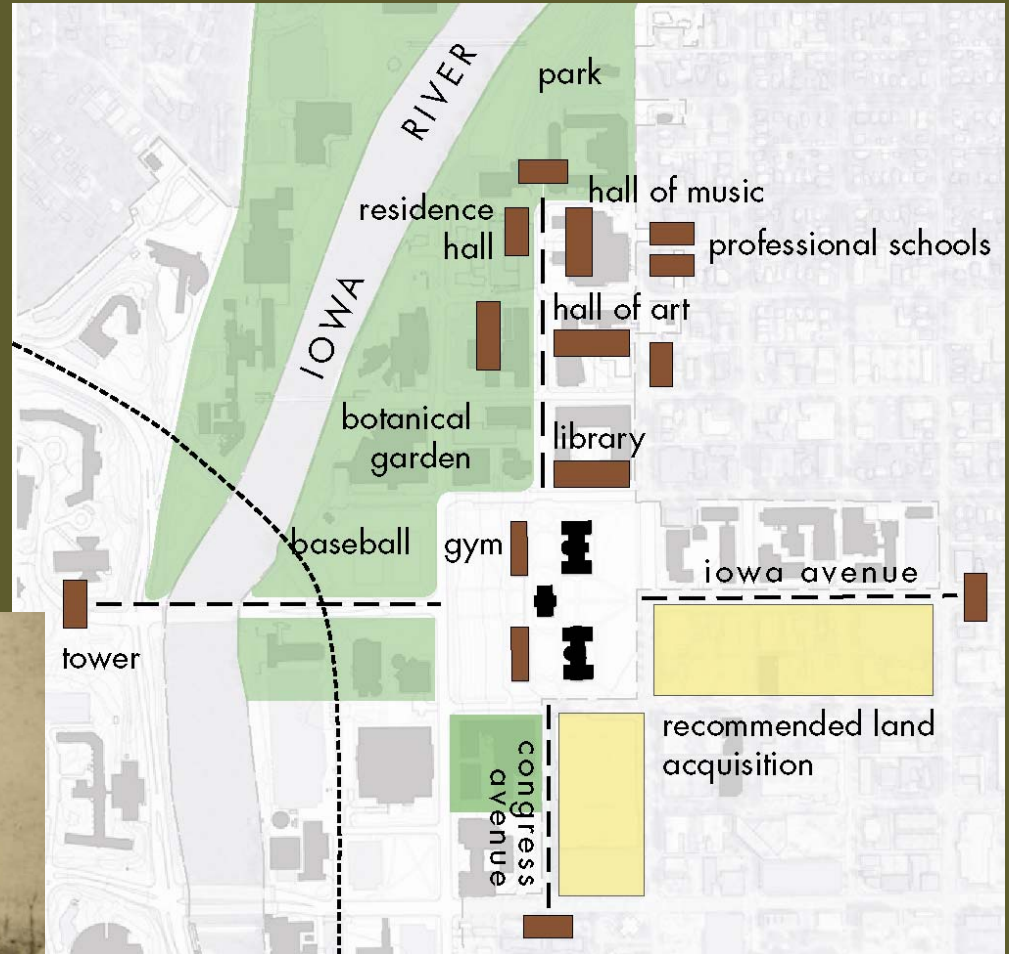 park
IOWA RIVER
hall of music
residence
hall
professional schools
hall of art
botanical
garden
library
baseball
gym
iowa avenue
tower
recommended land
acquisition
congress
avenue